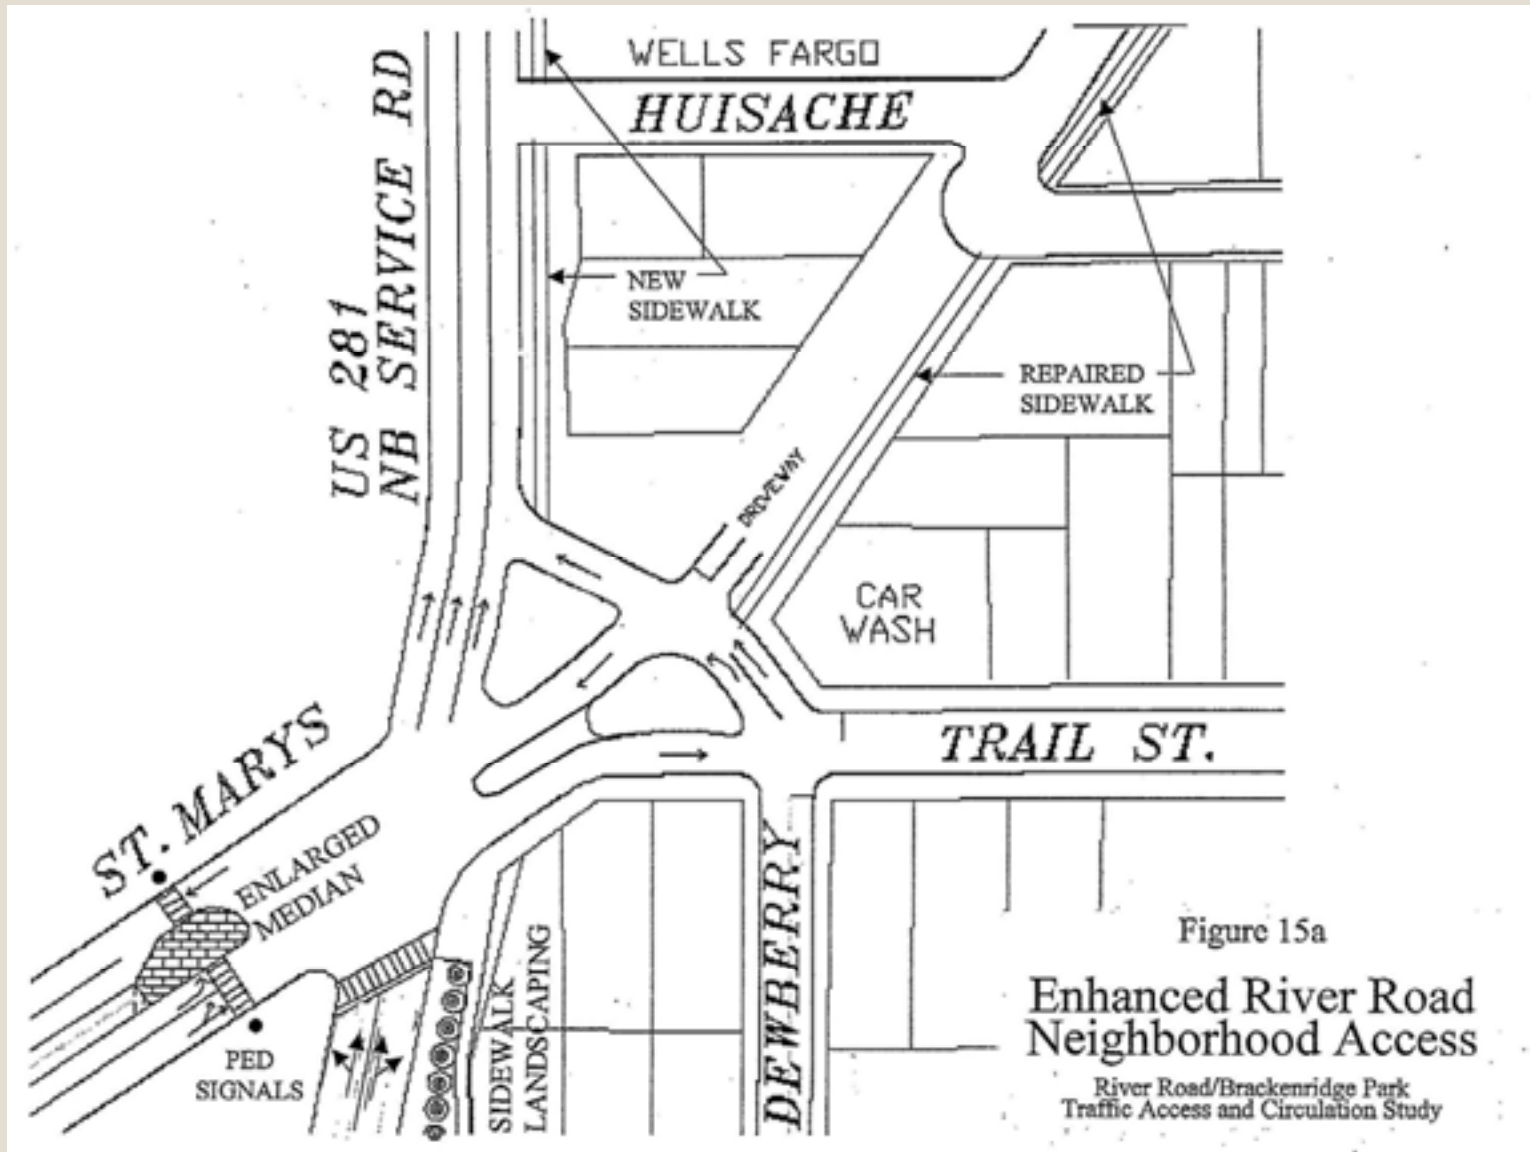 WELLS FARGO
HUISACHE
US 281
NB SERVICE RD
NEW
SIDEWALK
REPAIRED
SIDEWALK
DRIVEWAY
CAR
WASH
TRAIL ST.
ST. MARYS
ENLARGED
MEDIAN
PED
SIGNALS
SIDEWALK
LANDSCAPING
DEWBERRY
Figure 15a
Enhanced River Road
Neighborhood Access
River Road/Brackenridge Park
Traffic Access and Circulation Study